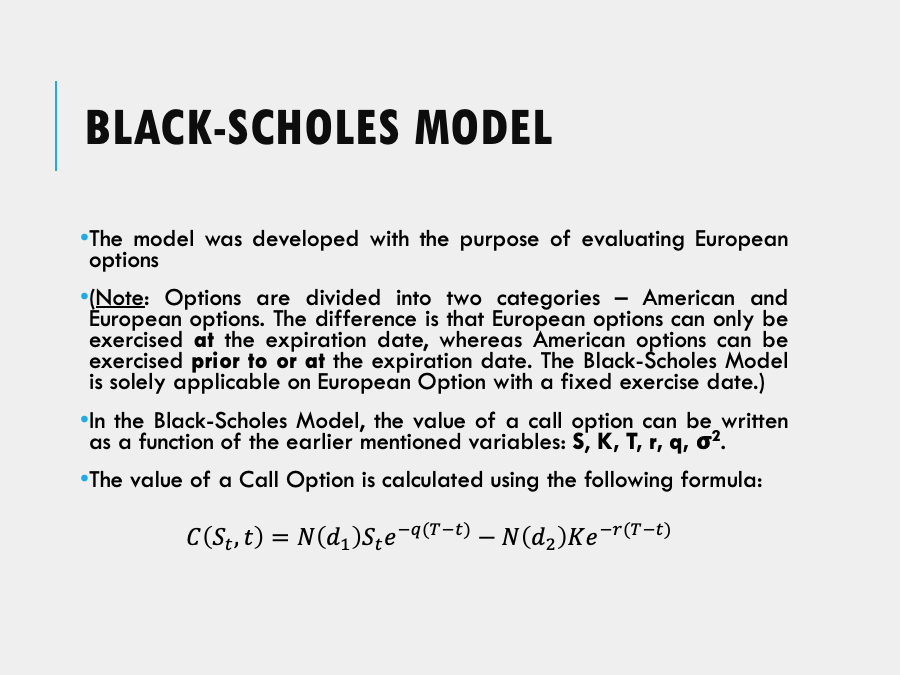 BLACK-SCHOLES MODEL
•The model was developed with the purpose of evaluating European
options
•(Note: Options are divided into two categories – American and
European options. The difference is that European options can only be
exercised at the expiration date, whereas American options can be
exercised prior to or at the expiration date. The Black-Scholes Model
is solely applicable on European Option with a fixed exercise date.)
•In the Black-Scholes Model, the value of a call option can be written
as a function of the earlier mentioned variables: S, K, T, r, q, σ².
•The value of a Call Option is calculated using the following formula:
C(S_t, t) = N(d_1)S_t e^{−q(T−t)} − N(d_2)Ke^{−r(T−t)}